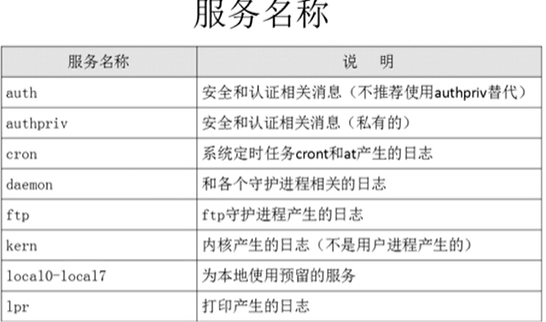 服务名称
服务名称 说 明
auth 安全和认证相关消息（不推荐使用authpriv替代）
authpriv 安全和认证相关消息（私有的）
cron 系统定时任务cront和at产生的日志
daemon 和各个守护进程相关的日志
ftp ftp守护进程产生的日志
kern 内核产生的日志（不是用户进程产生的）
local0-local7 为本地使用预留的服务
lpr 打印产生的日志